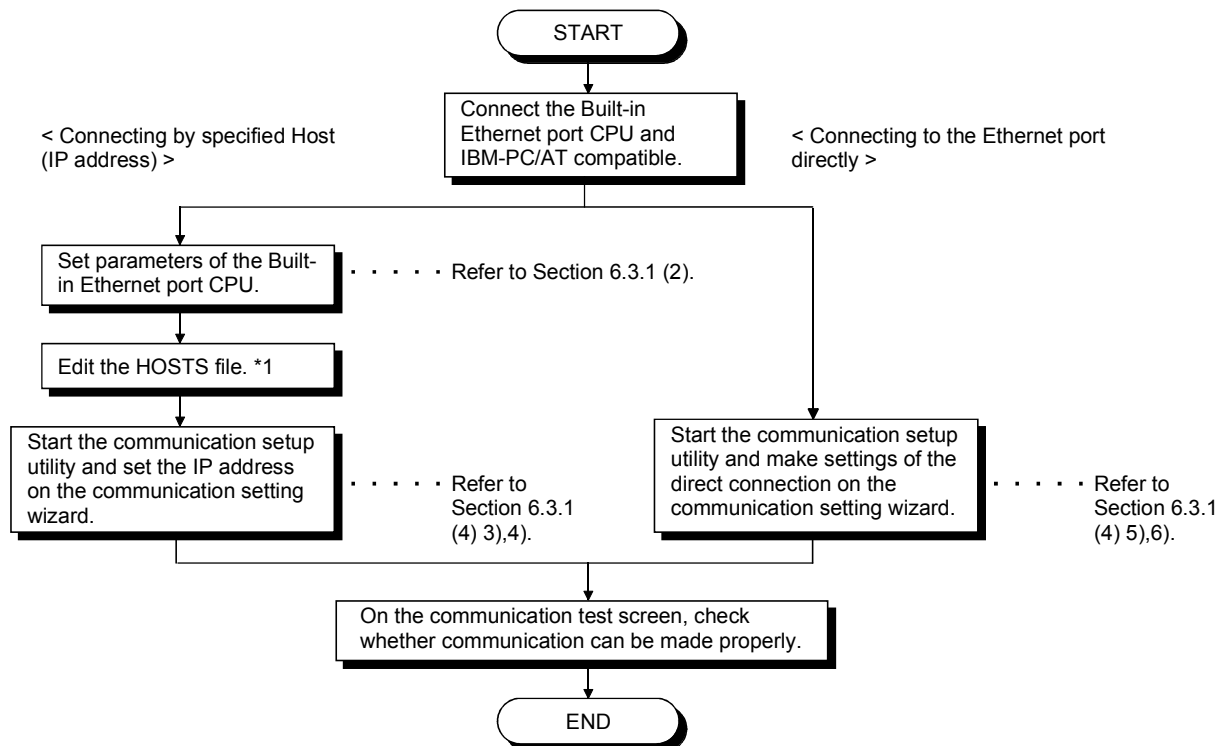 START
Connect the Built-in
Ethernet port CPU and
IBM-PC/AT compatible.
< Connecting by specified Host
(IP address) >
< Connecting to the Ethernet port
directly >
Set parameters of the Built-
in Ethernet port CPU.
· · · · · Refer to Section 6.3.1 (2).
Edit the HOSTS file. *1
Start the communication setup
utility and set the IP address
on the communication setting
wizard.
· · · · · Refer to
Section 6.3.1
(4) 3),4).
Start the communication setup
utility and make settings of the
direct connection on the
communication setting wizard.
· · · · · Refer to
Section 6.3.1
(4) 5),6).
On the communication test screen, check
whether communication can be made properly.
END